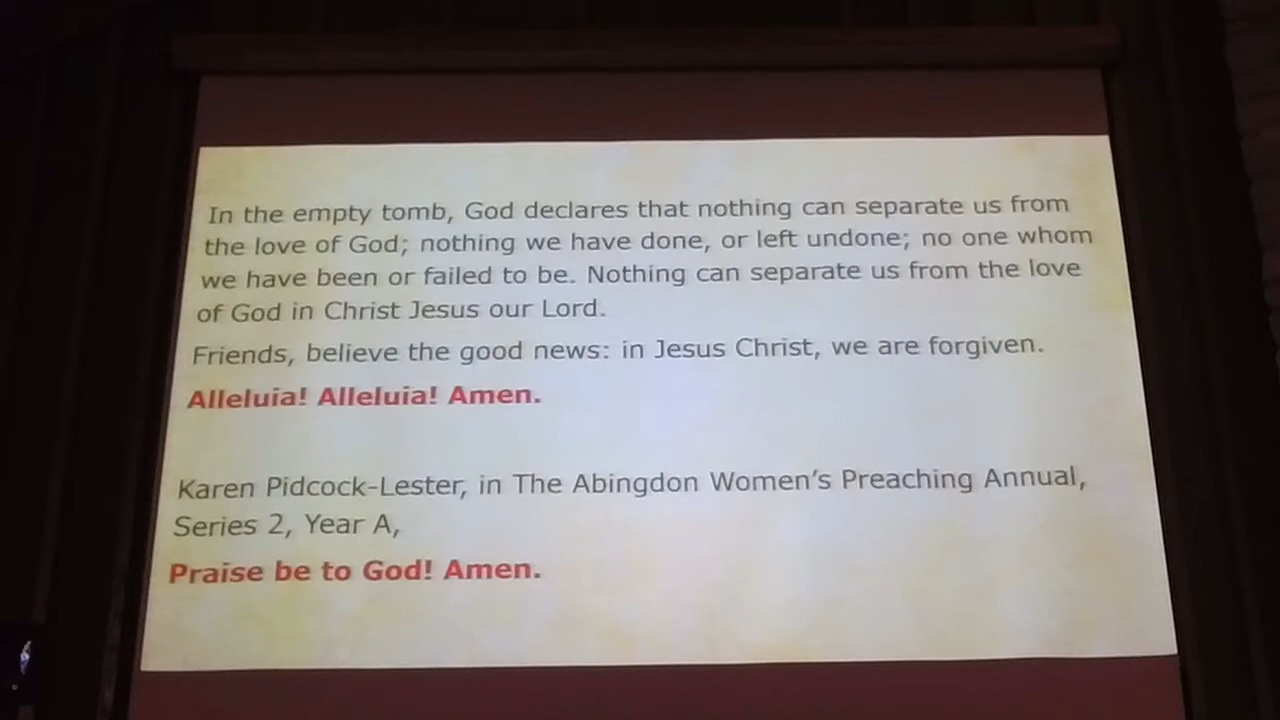 In the empty tomb, God declares that nothing can separate us from
the love of God; nothing we have done, or left undone; no one whom
we have been or failed to be. Nothing can separate us from the love
of God in Christ Jesus our Lord.
Friends, believe the good news: in Jesus Christ, we are forgiven.
Alleluia! Alleluia! Amen.
Karen Pidcock-Lester, in The Abingdon Women’s Preaching Annual,
Series 2, Year A,
Praise be to God! Amen.